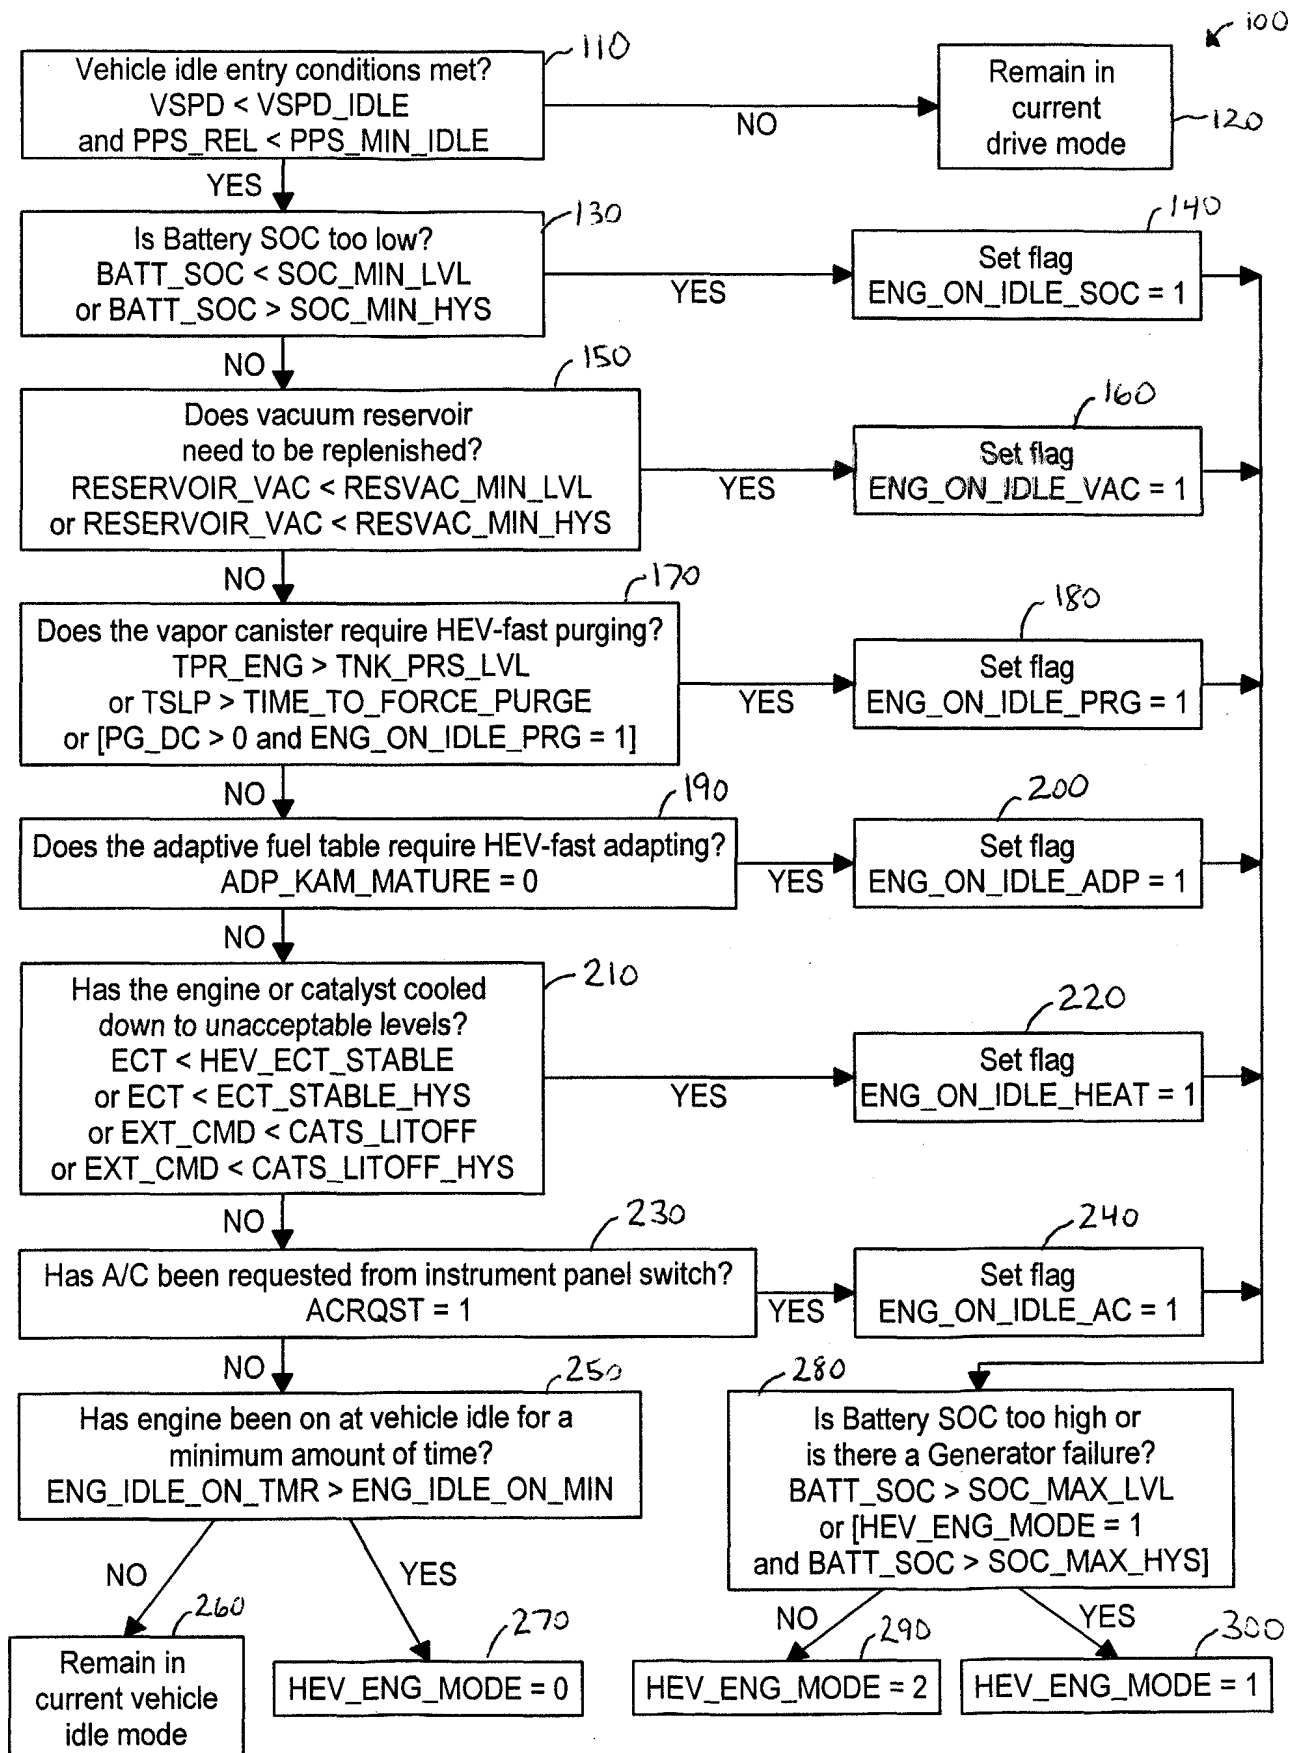 100
110
Vehicle idle entry conditions met?
VSPD < VSPD_IDLE
and PPS_REL < PPS_MIN_IDLE
NO
Remain in
current
drive mode
120
YES
130
Is Battery SOC too low?
BATT_SOC < SOC_MIN_LVL
or BATT_SOC > SOC_MIN_HYS
YES
140
Set flag
ENG_ON_IDLE_SOC = 1
NO
150
Does vacuum reservoir
need to be replenished?
RESERVOIR_VAC < RESVAC_MIN_LVL
or RESERVOIR_VAC < RESVAC_MIN_HYS
YES
160
Set flag
ENG_ON_IDLE_VAC = 1
NO
170
Does the vapor canister require HEV-fast purging?
TPR_ENG > TNK_PRS_LVL
or TSLP > TIME_TO_FORCE_PURGE
or [PG_DC > 0 and ENG_ON_IDLE_PRG = 1]
YES
180
Set flag
ENG_ON_IDLE_PRG = 1
NO
190
Does the adaptive fuel table require HEV-fast adapting?
ADP_KAM_MATURE = 0
YES
200
Set flag
ENG_ON_IDLE_ADP = 1
NO
210
Has the engine or catalyst cooled
down to unacceptable levels?
ECT < HEV_ECT_STABLE
or ECT < ECT_STABLE_HYS
or EXT_CMD < CATS_LITOFF
or EXT_CMD < CATS_LITOFF_HYS
YES
220
Set flag
ENG_ON_IDLE_HEAT = 1
NO
230
Has A/C been requested from instrument panel switch?
ACRQST = 1
YES
240
Set flag
ENG_ON_IDLE_AC = 1
NO
250
Has engine been on at vehicle idle for a
minimum amount of time?
ENG_IDLE_ON_TMR > ENG_IDLE_ON_MIN
280
Is Battery SOC too high or
is there a Generator failure?
BATT_SOC > SOC_MAX_LVL
or [HEV_ENG_MODE = 1
and BATT_SOC > SOC_MAX_HYS]
NO
YES
NO
YES
260
Remain in
current vehicle
idle mode
270
HEV_ENG_MODE = 0
290
HEV_ENG_MODE = 2
300
HEV_ENG_MODE = 1